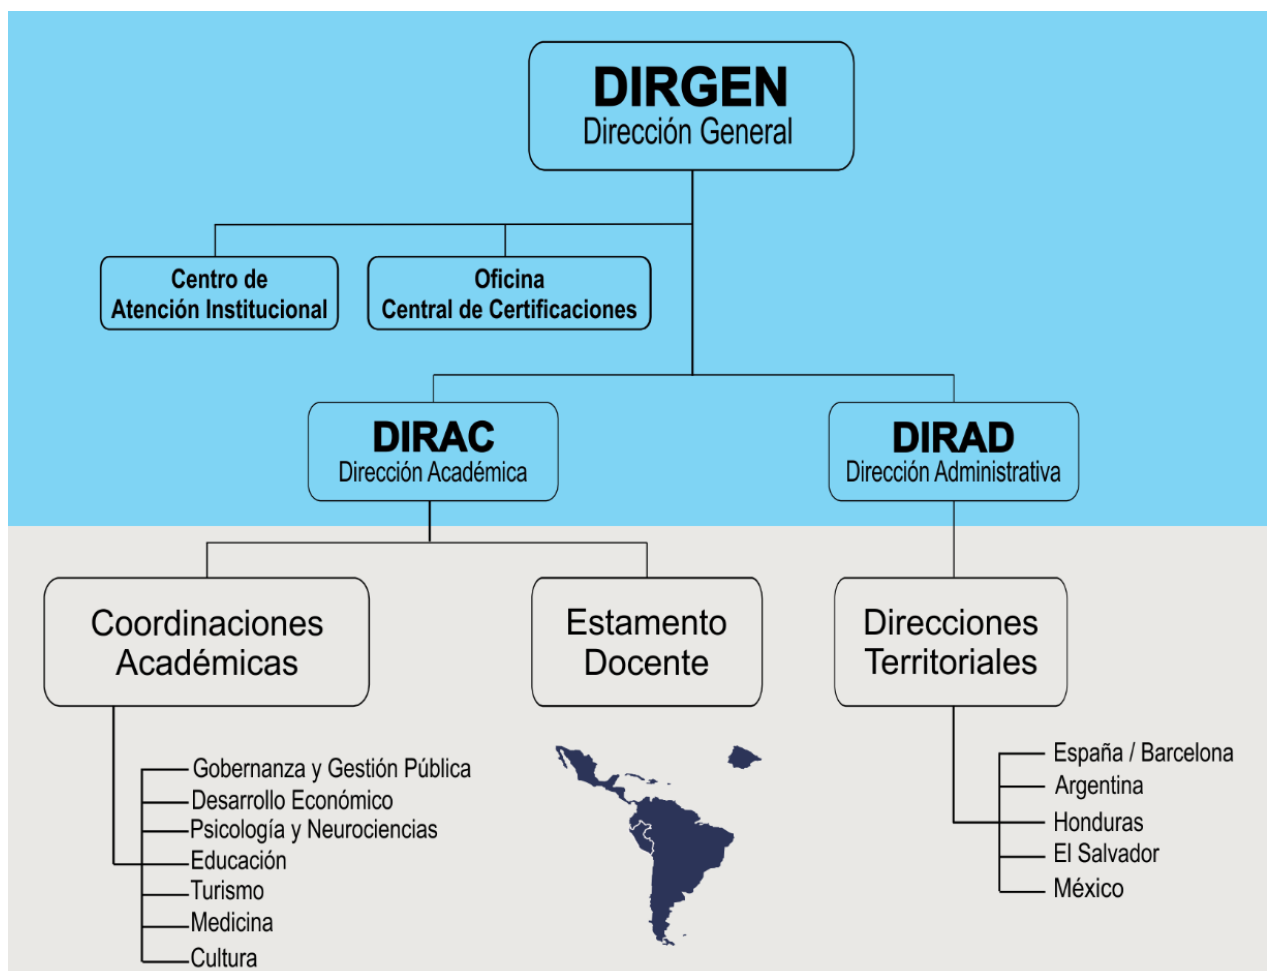 DIRGEN
Dirección General
Centro de
Atención Institucional
Oficina
Central de Certificaciones
DIRAC
Dirección Académica
DIRAD
Dirección Administrativa
Coordinaciones
Académicas
Estamento
Docente
Direcciones
Territoriales
Gobernanza y Gestión Pública
Desarrollo Económico
Psicología y Neurociencias
Educación
Turismo
Medicina
Cultura
España / Barcelona
Argentina
Honduras
El Salvador
México